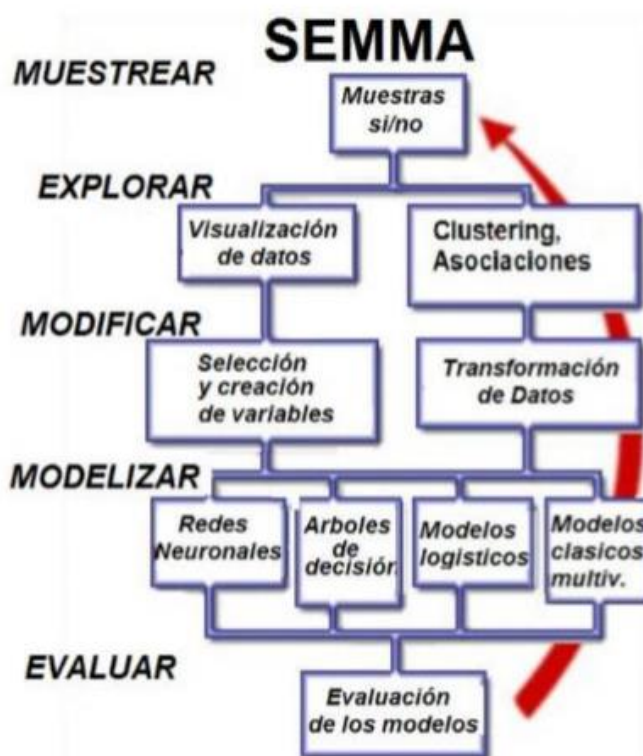 SEMMA
MUESTREAR
Muestras
si/no
EXPLORAR
Visualización
de datos
Clustering,
Asociaciones
MODIFICAR
Selección
y creación
de variables
Transformación
de Datos
MODELIZAR
Redes
Neuronales
Arboles
de
decisión
Modelos
logisticos
Modelos
clasicos
multiv.
EVALUAR
Evaluación
de los modelos